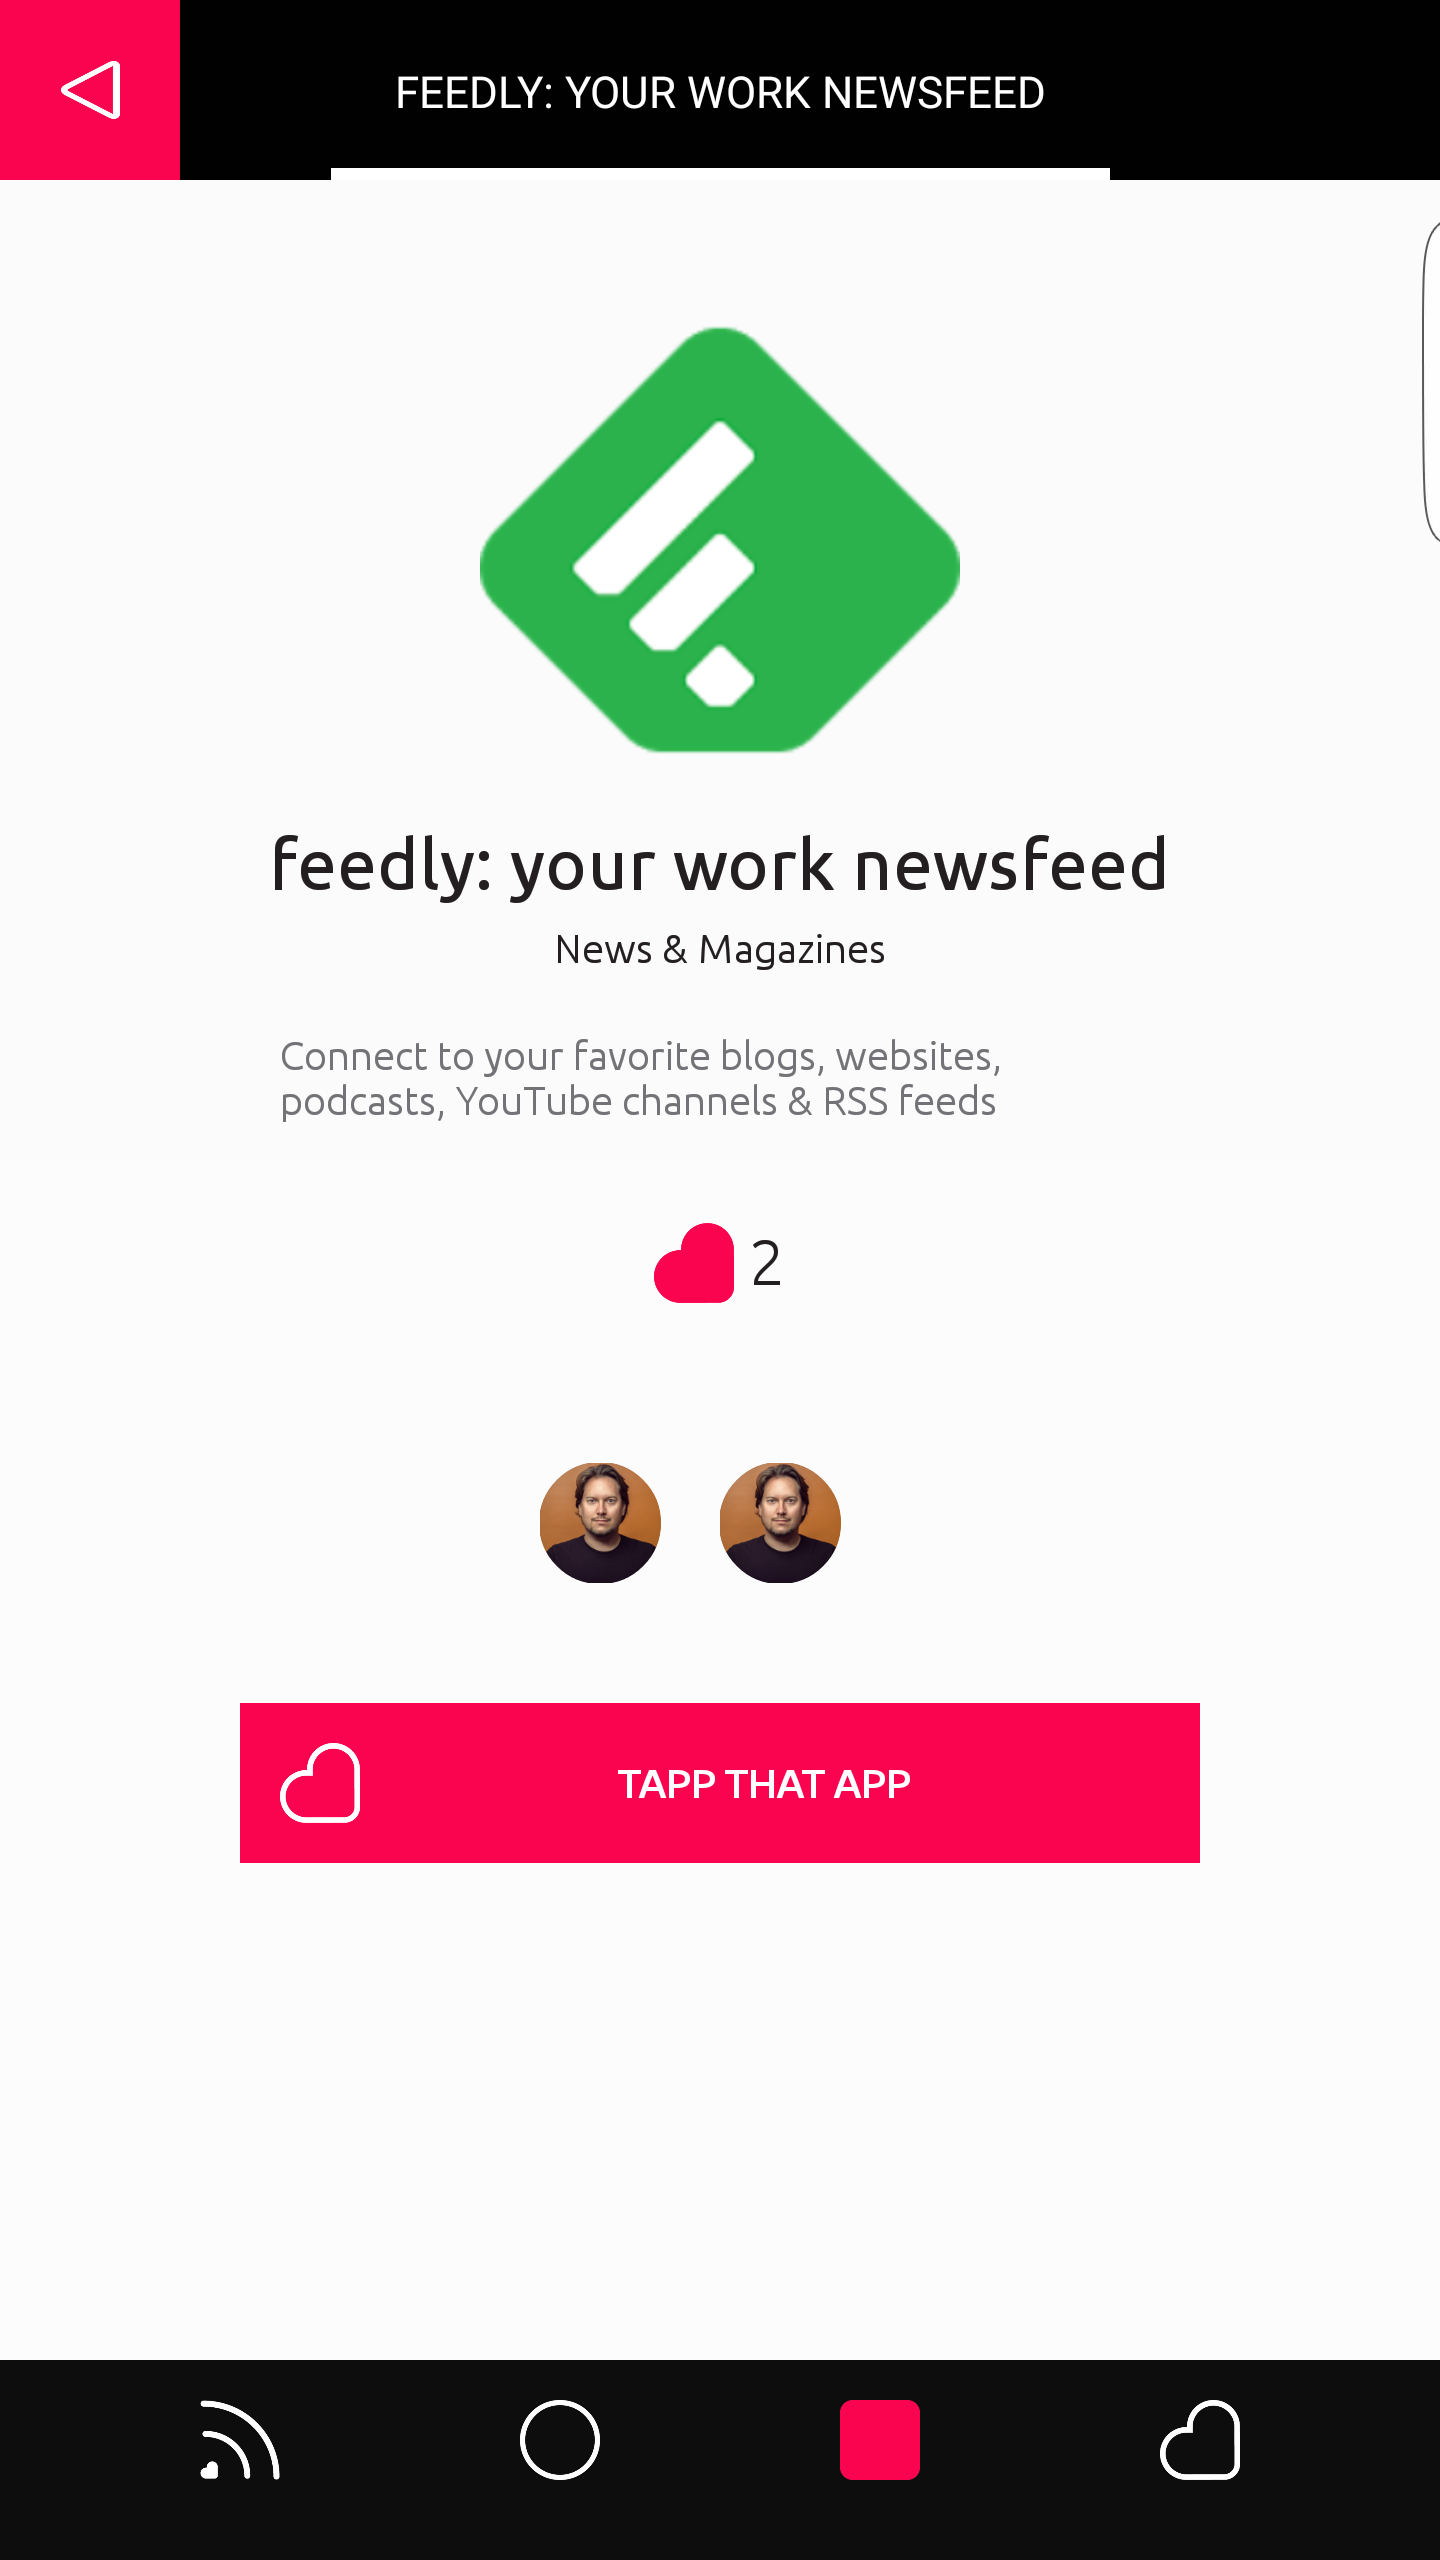 FEEDLY: YOUR WORK NEWSFEED
feedly: your work newsfeed
News & Magazines
Connect to your favorite blogs, websites,
podcasts, YouTube channels & RSS feeds
2
TAPP THAT APP